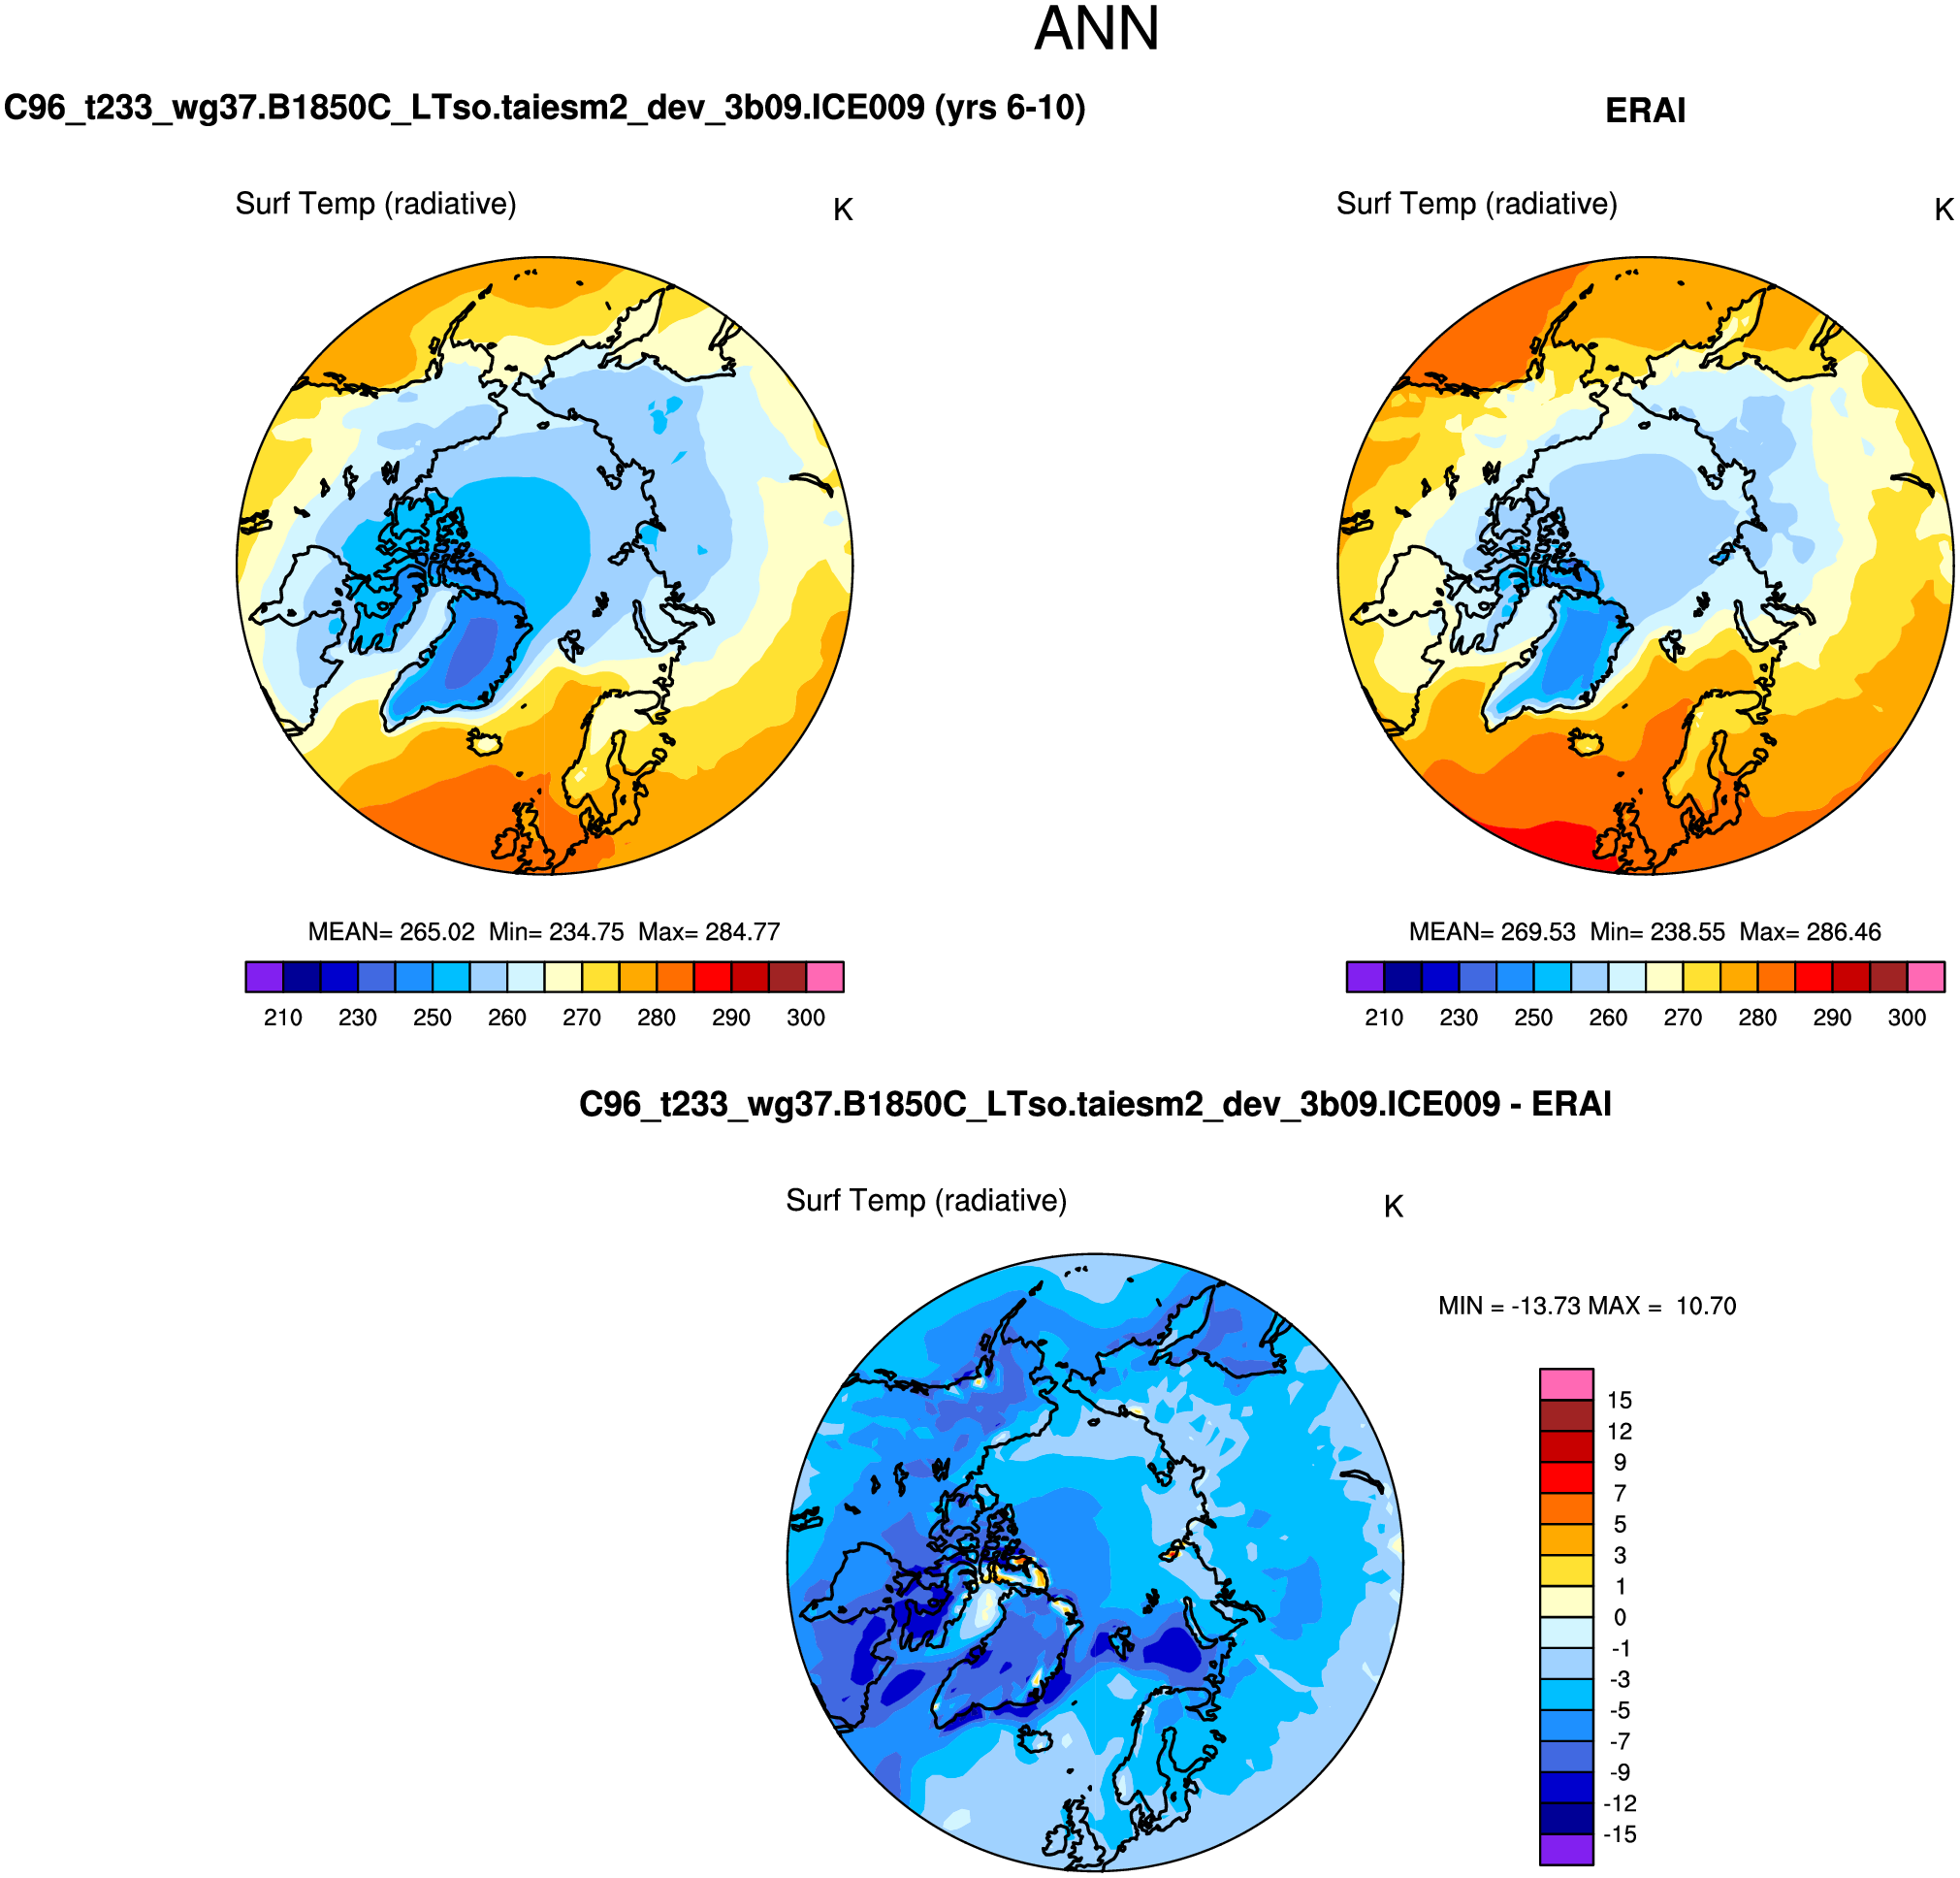 ANN
C96_t233_wg37.B1850C_LTso.taiesm2_dev_3b09.ICE009 (yrs 6-10)
ERAI
Surf Temp (radiative) K
Surf Temp (radiative) K
MEAN= 265.02 Min= 234.75 Max= 284.77
MEAN= 269.53 Min= 238.55 Max= 286.46
210 230 250 260 270 280 290 300
210 230 250 260 270 280 290 300
C96_t233_wg37.B1850C_LTso.taiesm2_dev_3b09.ICE009 - ERAI
Surf Temp (radiative) K
MIN = -13.73 MAX = 10.70
15
12
9
7
5
3
1
0
-1
-3
-5
-7
-9
-12
-15